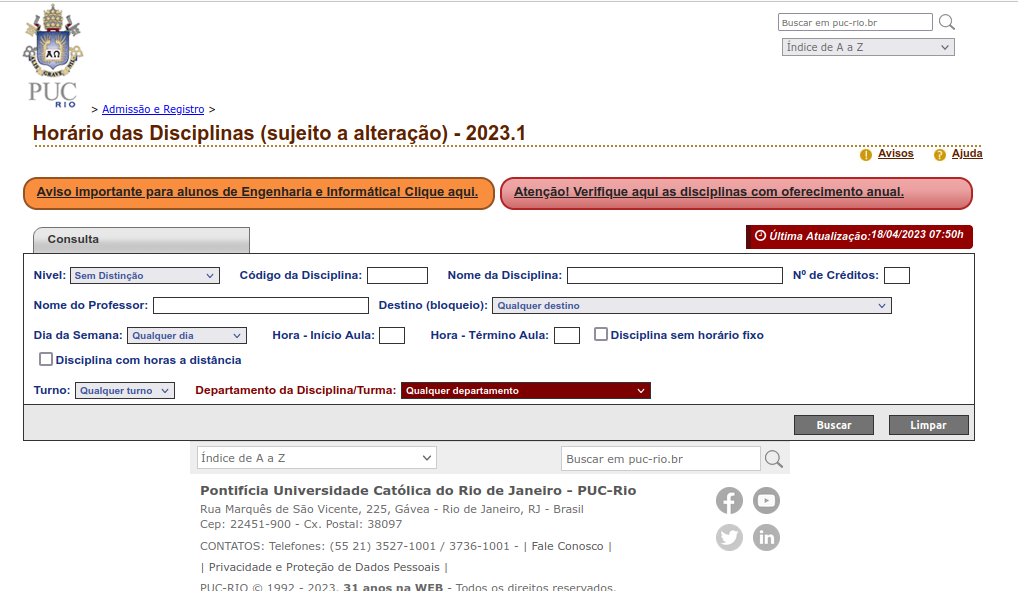 Buscar em puc-rio.br
Índice de A a Z
PUC
RIO
> Admissão e Registro >
Horário das Disciplinas (sujeito a alteração) - 2023.1
! Avisos ? Ajuda
Aviso importante para alunos de Engenharia e Informática! Clique aqui. Atenção! Verifique aqui as disciplinas com oferecimento anual.
Consulta Última Atualização:18/04/2023 07:50h
Nivel: Sem Distinção Código da Disciplina: Nome da Disciplina: Nº de Créditos:
Nome do Professor: Destino (bloqueio): Qualquer destino
Dia da Semana: Qualquer dia Hora - Início Aula: Hora - Término Aula: Disciplina sem horário fixo
Disciplina com horas a distância
Turno: Qualquer turno Departamento da Disciplina/Turma: Qualquer departamento
Buscar Limpar
Índice de A a Z Buscar em puc-rio.br
Pontifícia Universidade Católica do Rio de Janeiro - PUC-Rio
Rua Marquês de São Vicente, 225, Gávea - Rio de Janeiro, RJ - Brasil
Cep: 22451-900 - Cx. Postal: 38097
CONTATOS: Telefones: (55 21) 3527-1001 / 3736-1001 - | Fale Conosco |
| Privacidade e Proteção de Dados Pessoais |
PUC-RIO © 1992 - 2023. 31 anos na WEB - Todos os direitos reservados.